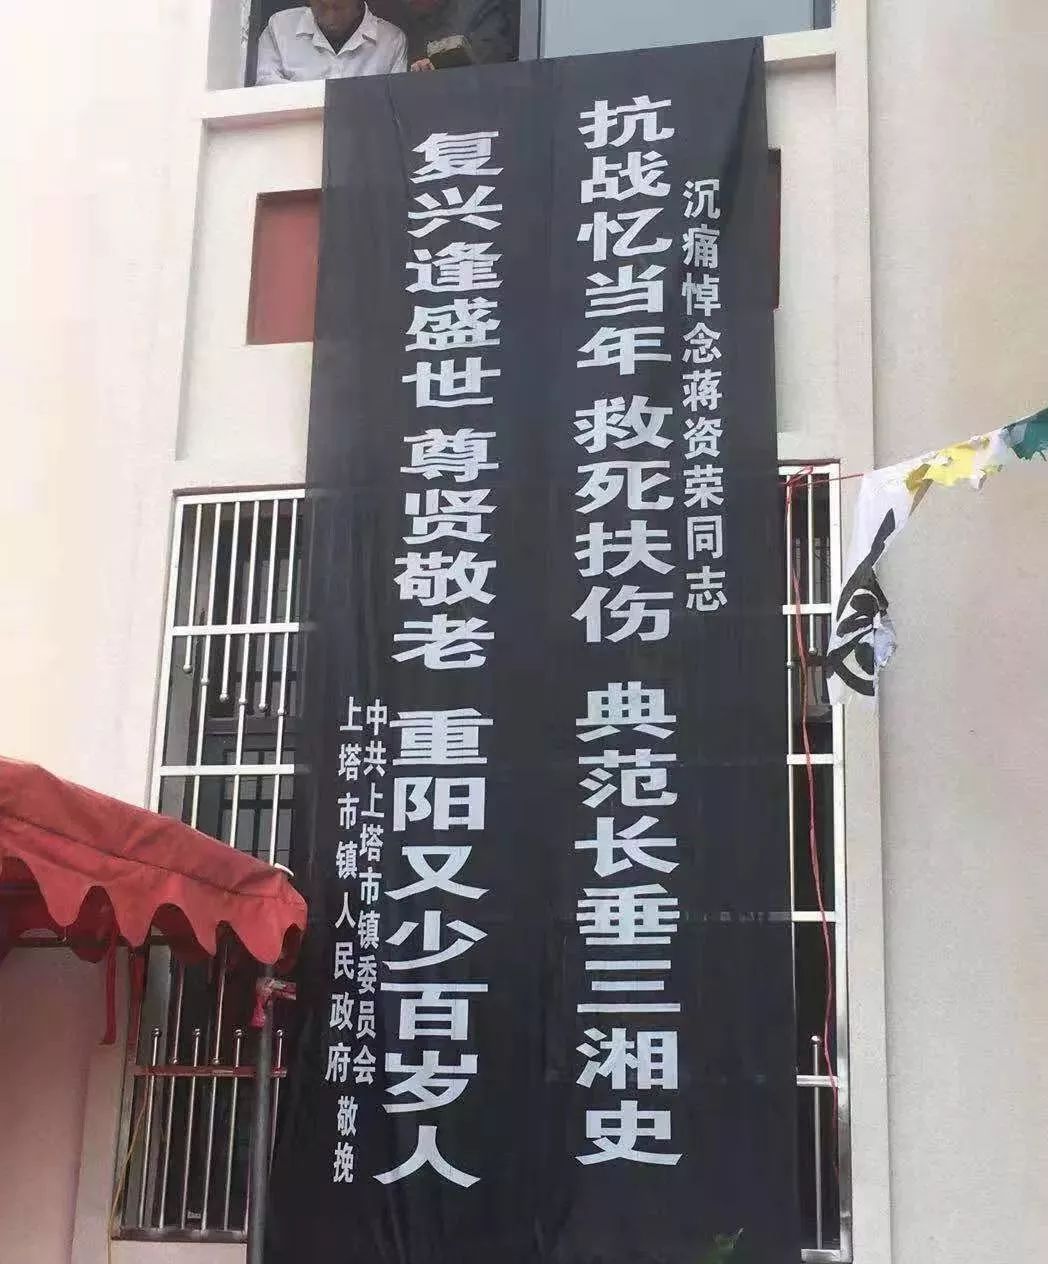 沉痛悼念蒋资荣同志
抗战忆当年 救死扶伤 典范长垂三湘史
复兴逢盛世 尊贤敬老 重阳又少百岁人
中共上塔市镇委员会
上塔市镇人民政府敬挽